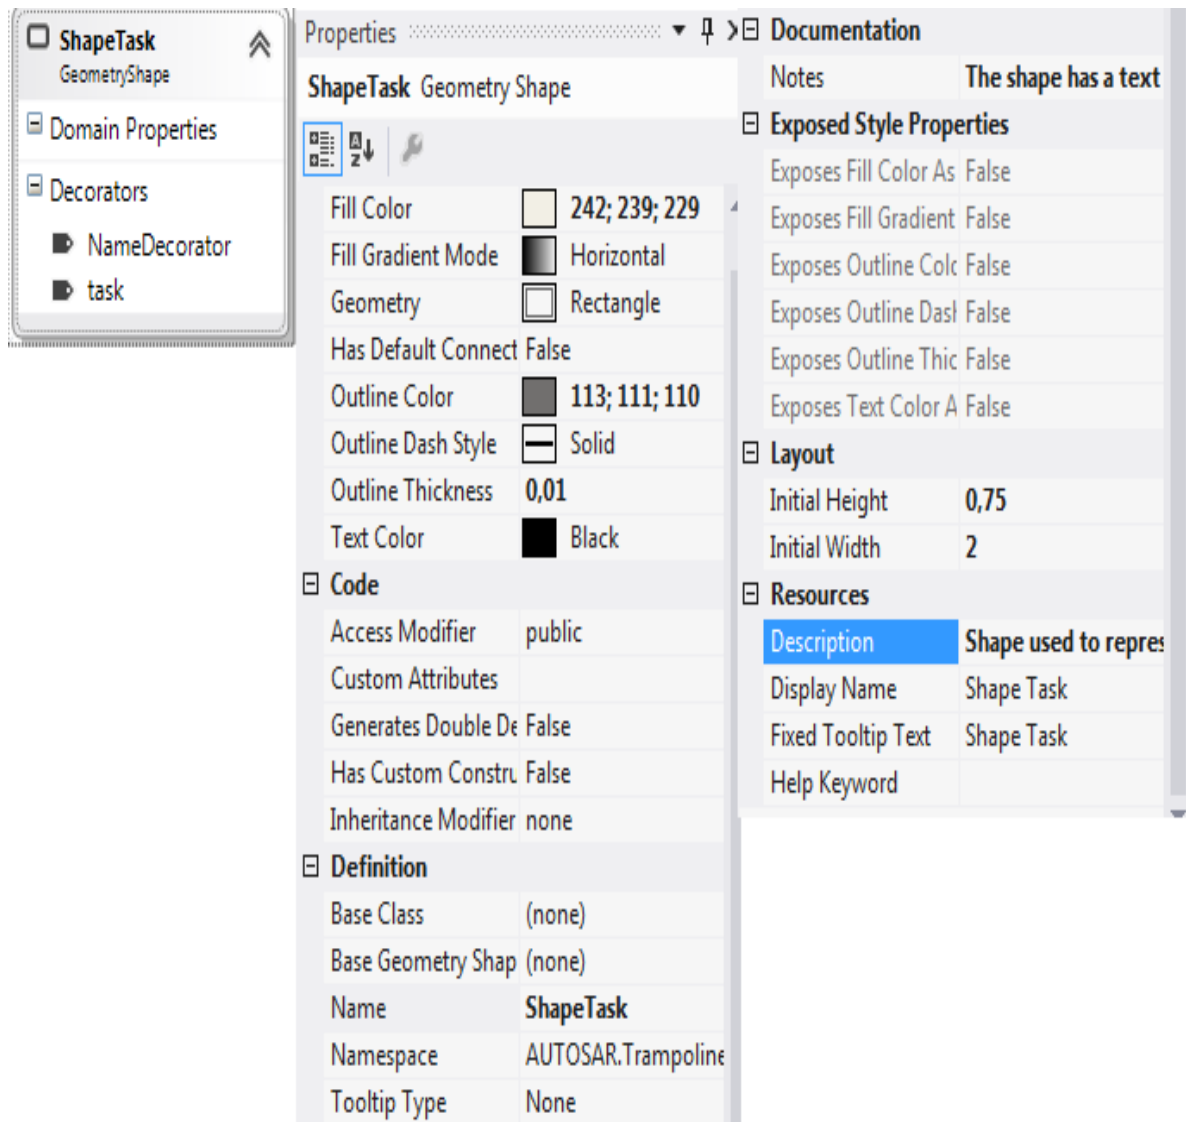 ShapeTask
GeometryShape
Domain Properties
Decorators
NameDecorator
task
Properties
ShapeTask Geometry Shape
Fill Color 242; 239; 229
Fill Gradient Mode Horizontal
Geometry Rectangle
Has Default Connect False
Outline Color 113; 111; 110
Outline Dash Style Solid
Outline Thickness 0,01
Text Color Black
Code
Access Modifier public
Custom Attributes
Generates Double De False
Has Custom Constru False
Inheritance Modifier none
Definition
Base Class (none)
Base Geometry Shap (none)
Name ShapeTask
Namespace AUTOSAR.Trampoline
Tooltip Type None
Documentation
Notes The shape has a text
Exposed Style Properties
Exposes Fill Color As False
Exposes Fill Gradient False
Exposes Outline Colo False
Exposes Outline Dash False
Exposes Outline Thic False
Exposes Text Color A False
Layout
Initial Height 0,75
Initial Width 2
Resources
Description Shape used to repres
Display Name Shape Task
Fixed Tooltip Text Shape Task
Help Keyword